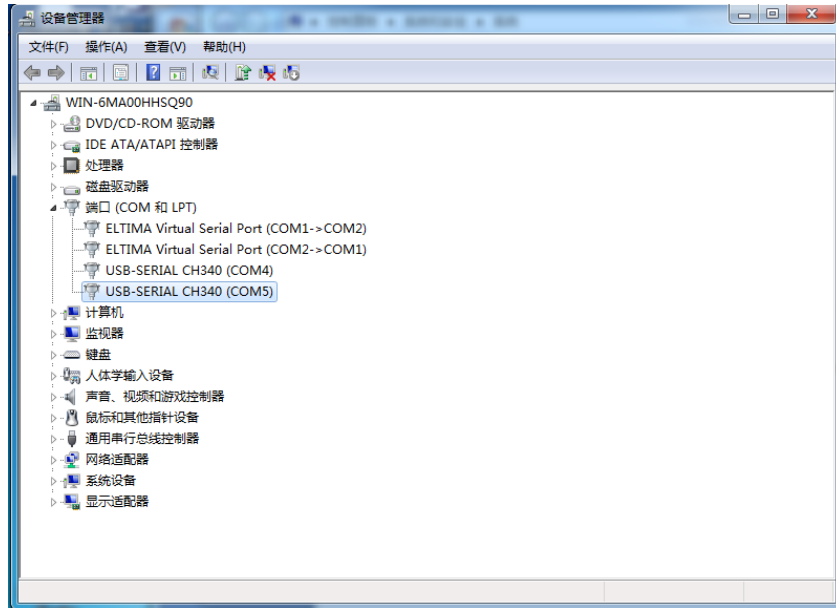 设备管理器
文件(F) 操作(A) 查看(V) 帮助(H)
WIN-6MA00HHSQ90
DVD/CD-ROM 驱动器
IDE ATA/ATAPI 控制器
处理器
磁盘驱动器
端口 (COM 和 LPT)
ELTIMA Virtual Serial Port (COM1->COM2)
ELTIMA Virtual Serial Port (COM2->COM1)
USB-SERIAL CH340 (COM4)
USB-SERIAL CH340 (COM5)
计算机
监视器
键盘
人体学输入设备
声音、视频和游戏控制器
鼠标和其他指针设备
通用串行总线控制器
网络适配器
系统设备
显示适配器